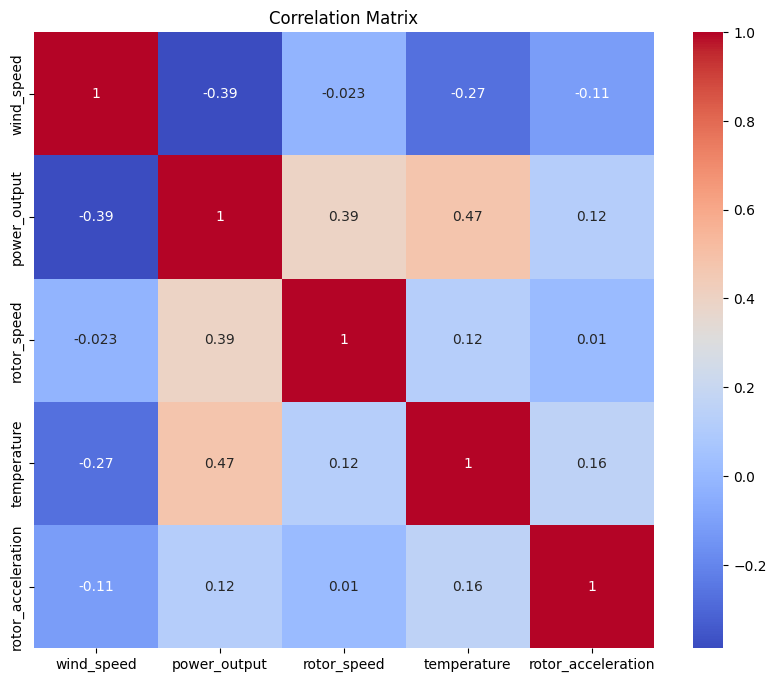 Correlation Matrix
wind_speed
1
-0.39
-0.023
-0.27
-0.11
power_output
-0.39
1
0.39
0.47
0.12
rotor_speed
-0.023
0.39
1
0.12
0.01
temperature
-0.27
0.47
0.12
1
0.16
rotor_acceleration
-0.11
0.12
0.01
0.16
1
wind_speed
power_output
rotor_speed
temperature
rotor_acceleration
1.0
0.8
0.6
0.4
0.2
0.0
−0.2